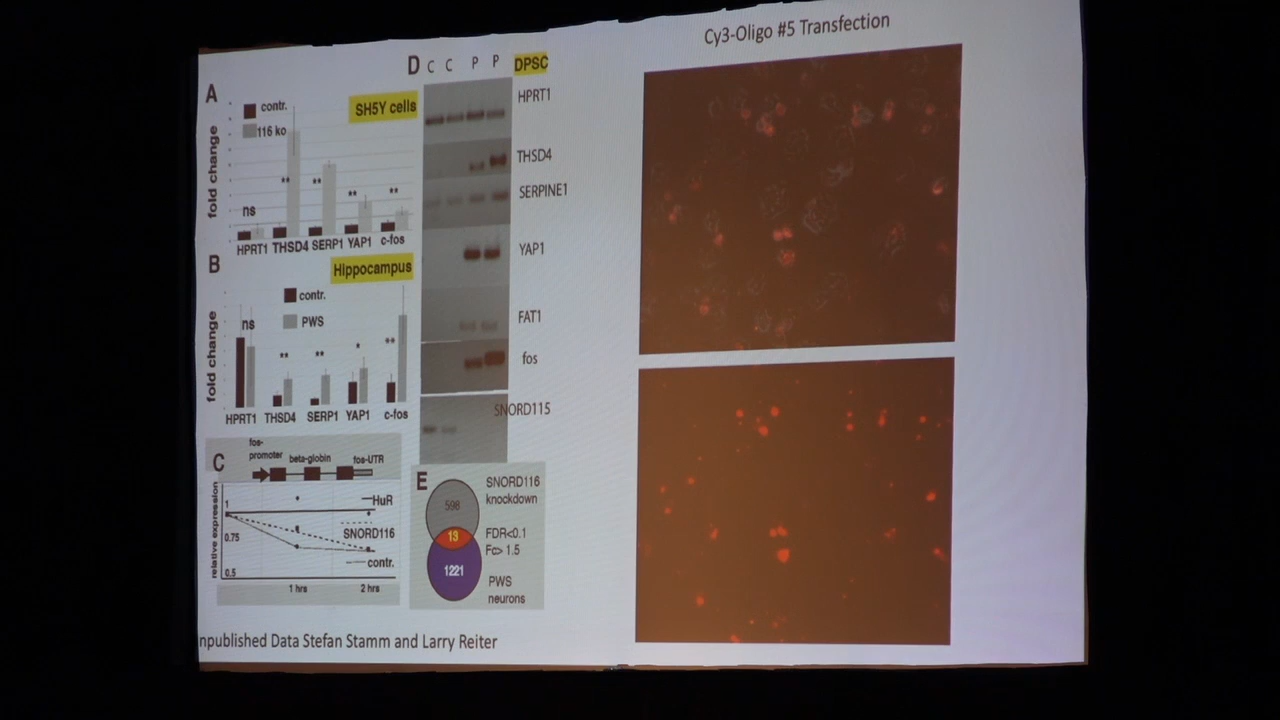 Cy3-Oligo #5 Transfection
A
contr.
116 ko
SH5Y cells
fold change
ns
**
**
**
**
HPRT1 THSD4 SERP1 YAP1 c-fos
B
Hippocampus
contr.
PWS
fold change
ns
**
**
*
**
HPRT1 THSD4 SERP1 YAP1 c-fos
C
fos-
promoter
beta-globin
fos-UTR
relative expression
1
0.75
0.5
HuR
SNORD116
contr.
1 hrs
2 hrs
D
C C P P
DPSC
HPRT1
THSD4
SERPINE1
YAP1
FAT1
fos
SNORD115
E
598
13
1221
SNORD116
knockdown
FDR<0.1
Fc> 1.5
PWS
neurons
npublished Data Stefan Stamm and Larry Reiter